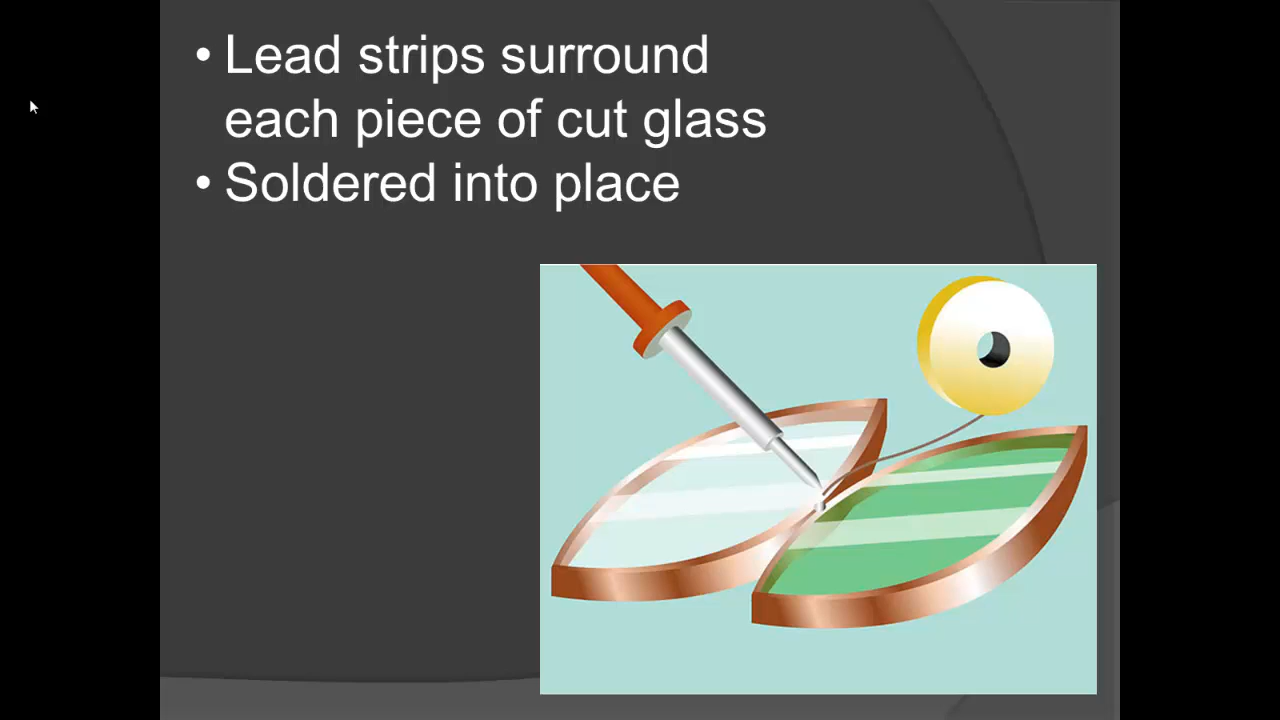 • Lead strips surround
each piece of cut glass
• Soldered into place